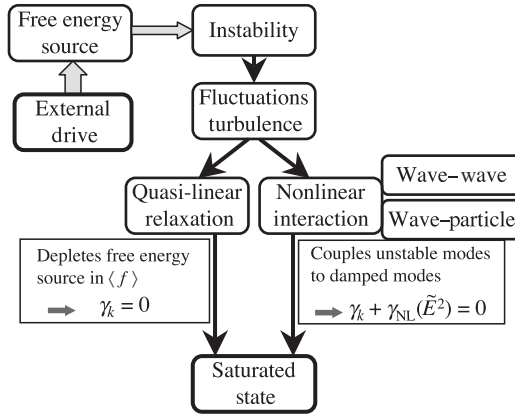 Free energy
source
Instability
External
drive
Fluctuations
turbulence
Quasi-linear
relaxation
Nonlinear
interaction
Wave–wave
Wave–particle
Depletes free energy
source in ⟨f⟩
γₖ = 0
Couples unstable modes
to damped modes
γₖ + γ_NL(Ẽ²) = 0
Saturated
state